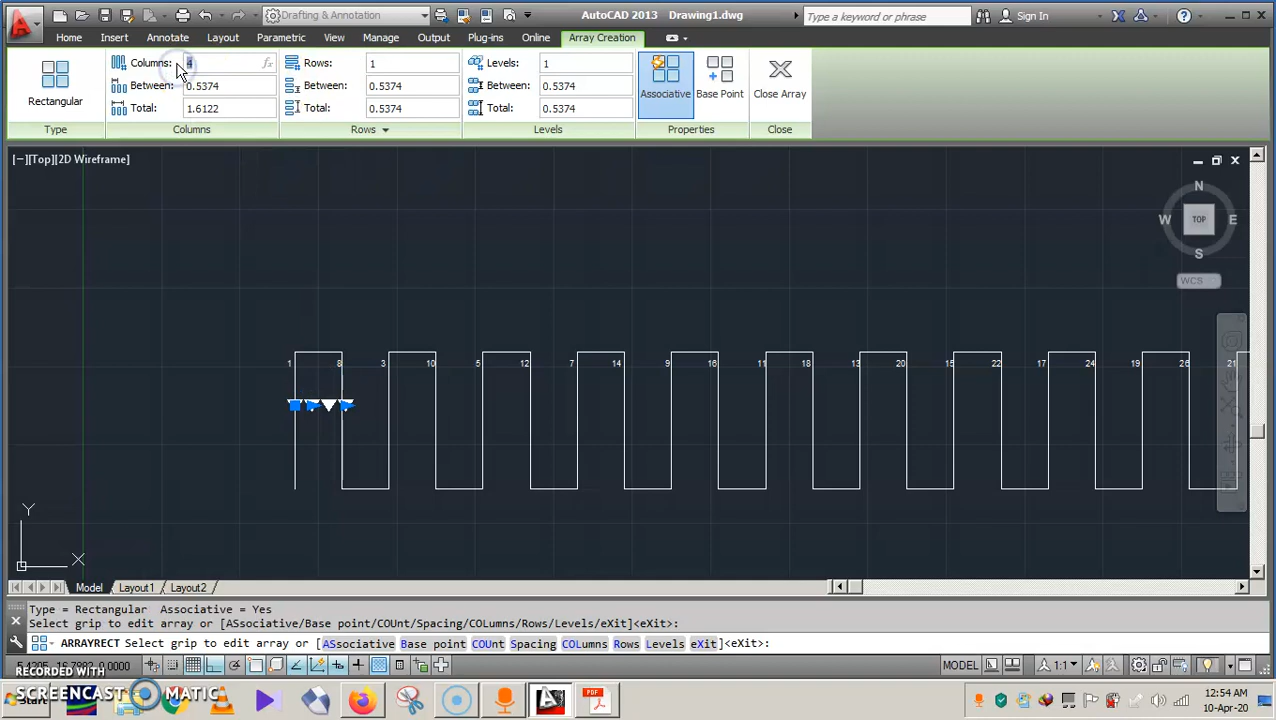 Drafting & Annotation
AutoCAD 2013 Drawing1.dwg
Type a keyword or phrase
Sign In
Home Insert Annotate Layout Parametric View Manage Output Plug-ins Online Array Creation
Columns: 4 fx Rows: 1 Levels: 1
Between: 0.5374 Between: 0.5374 Between: 0.5374
Total: 1.6122 Total: 0.5374 Total: 0.5374
Rectangular Associative Base Point Close Array
Type Columns Rows Levels Properties Close
[−][Top][2D Wireframe]
N
W TOP E
S
WCS
1 8 3 10 5 12 7 14 9 16 11 18 13 20 15 22 17 24 19 26 21
Y
X
Model Layout1 Layout2
Type = Rectangular Associative = Yes
Select grip to edit array or [ASsociative/Base point/COUnt/Spacing/COLumns/Rows/Levels/eXit]<eXit>:
ARRAYRECT Select grip to edit array or [ASsociative Base point COUnt Spacing COLumns Rows Levels eXit]<eXit>:
MODEL 1:1
RECORDED WITH
SCREENCAST MATIC
Start
PDF
12:54 AM
10-Apr-20